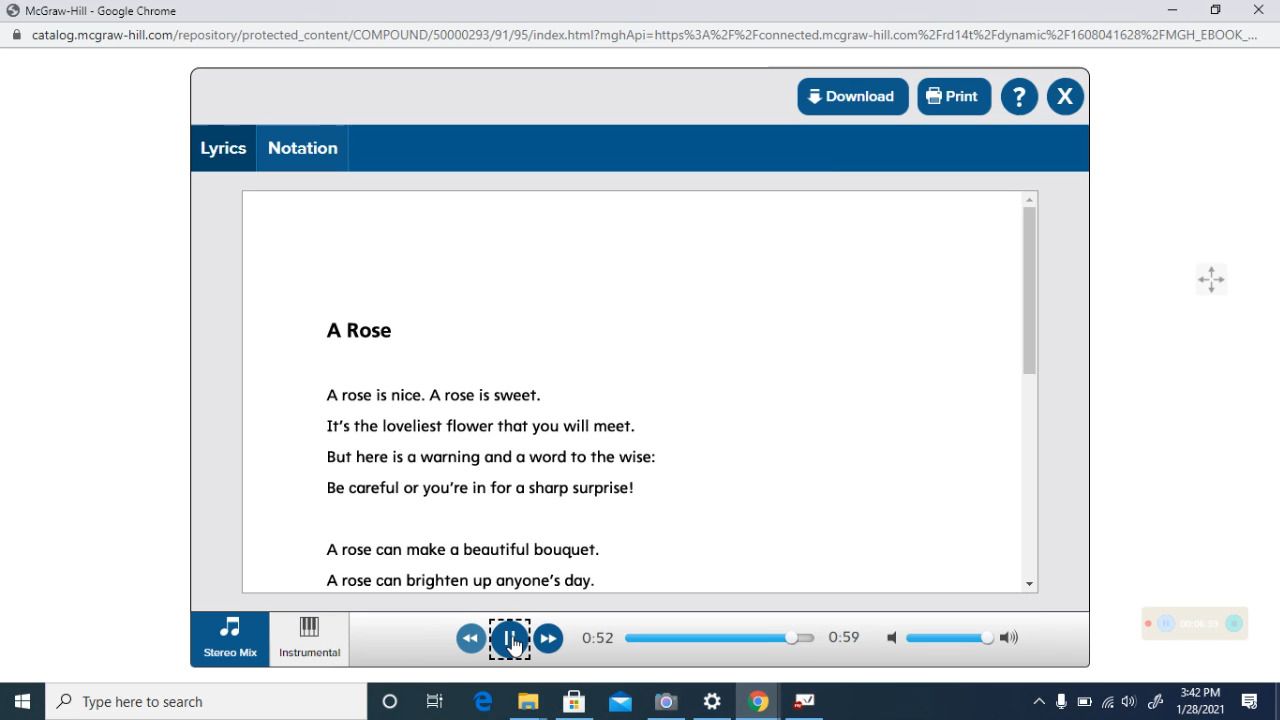 McGraw-Hill - Google Chrome
catalog.mcgraw-hill.com/repository/protected_content/COMPOUND/50000293/91/95/index.html?mghApi=https%3A%2F%2Fconnected.mcgraw-hill.com%2Frd14t%2Fdynamic%2F1608041628%2FMGH_EBOOK_...
Download Print ? X
Lyrics Notation
A Rose
A rose is nice. A rose is sweet.
It's the loveliest flower that you will meet.
But here is a warning and a word to the wise:
Be careful or you're in for a sharp surprise!
A rose can make a beautiful bouquet.
A rose can brighten up anyone's day.
Stereo Mix Instrumental 0:52 0:59
00:06:59
Type here to search
3:42 PM
1/28/2021